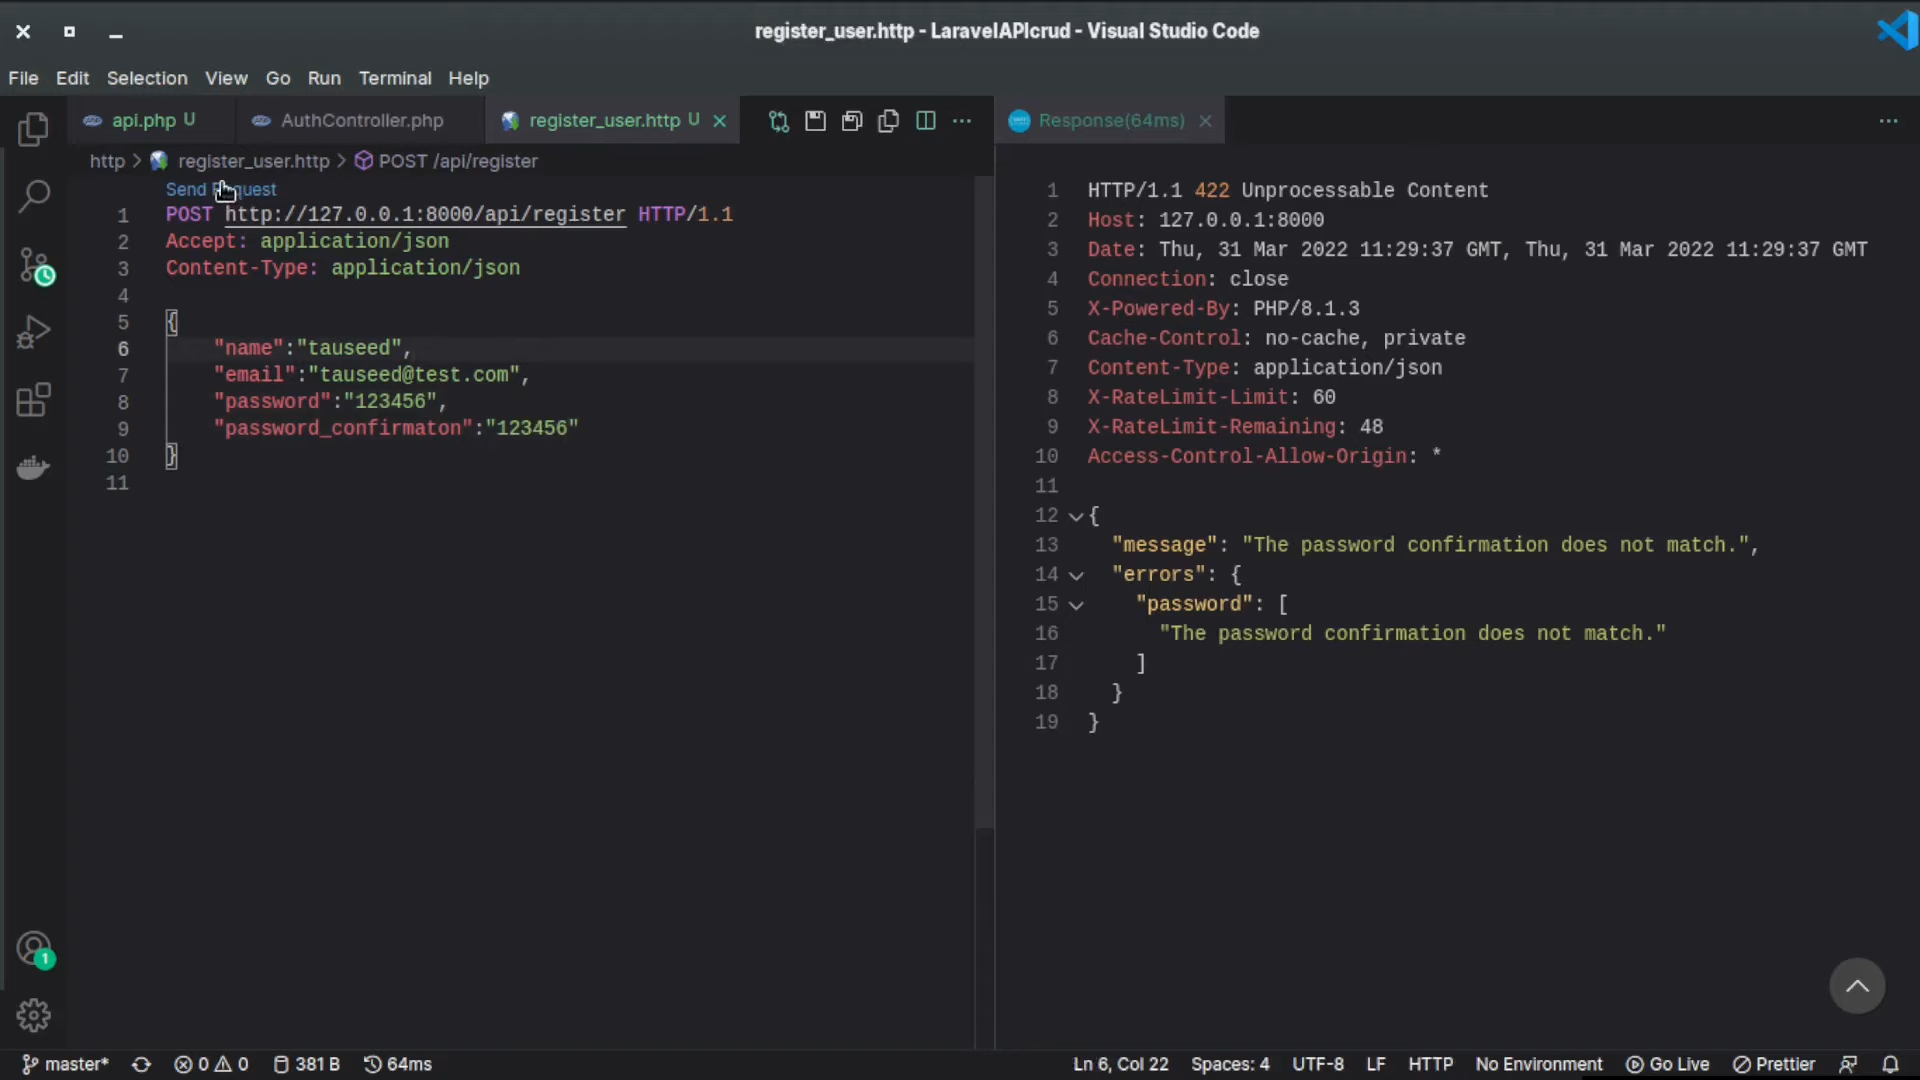 register_user.http - LaravelAPIcrud - Visual Studio Code
File Edit Selection View Go Run Terminal Help
api.php U AuthController.php register_user.http U
Response(64ms)
http > register_user.http > POST /api/register
Send Request
1 POST http://127.0.0.1:8000/api/register HTTP/1.1
2 Accept: application/json
3 Content-Type: application/json
4
5 {
6 "name":"tauseed",
7 "email":"tauseed@test.com",
8 "password":"123456",
9 "password_confirmaton":"123456"
10 }
11
1 HTTP/1.1 422 Unprocessable Content
2 Host: 127.0.0.1:8000
3 Date: Thu, 31 Mar 2022 11:29:37 GMT, Thu, 31 Mar 2022 11:29:37 GMT
4 Connection: close
5 X-Powered-By: PHP/8.1.3
6 Cache-Control: no-cache, private
7 Content-Type: application/json
8 X-RateLimit-Limit: 60
9 X-RateLimit-Remaining: 48
10 Access-Control-Allow-Origin: *
11
12 {
13 "message": "The password confirmation does not match.",
14 "errors": {
15 "password": [
16 "The password confirmation does not match."
17 ]
18 }
19 }
1
master* 0 0 381 B 64ms Ln 6, Col 22 Spaces: 4 UTF-8 LF HTTP No Environment Go Live Prettier